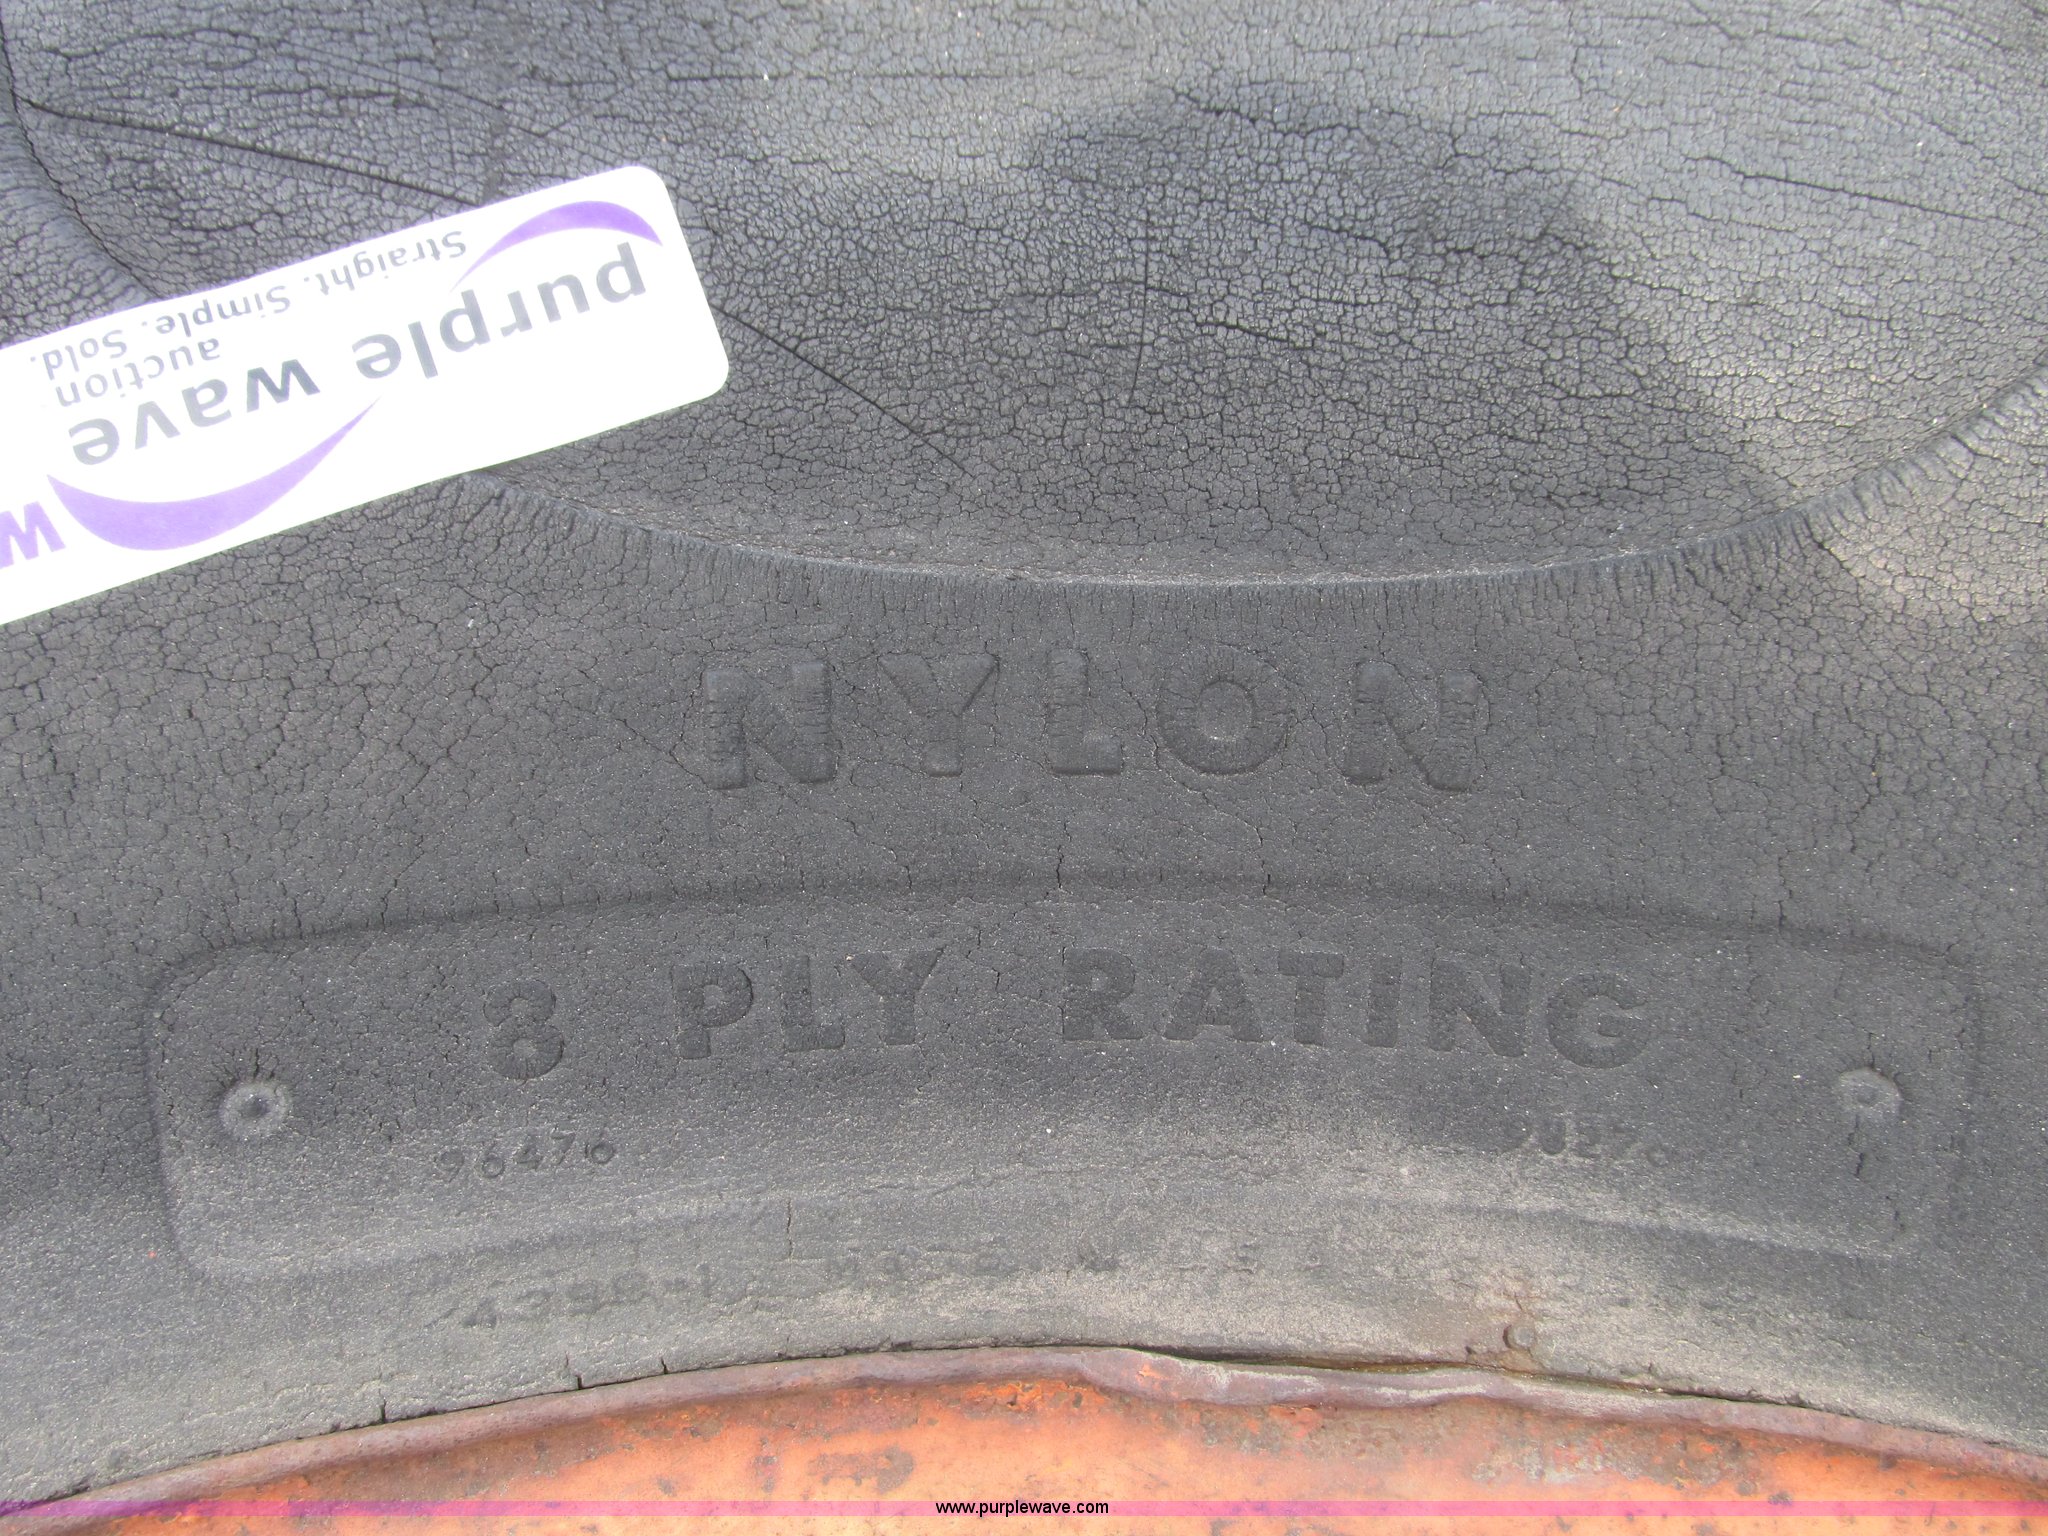 purple wave
auction
Straight. Simple. Sold.
w
NYLON
8 PLY RATING
96476
www.purplewave.com